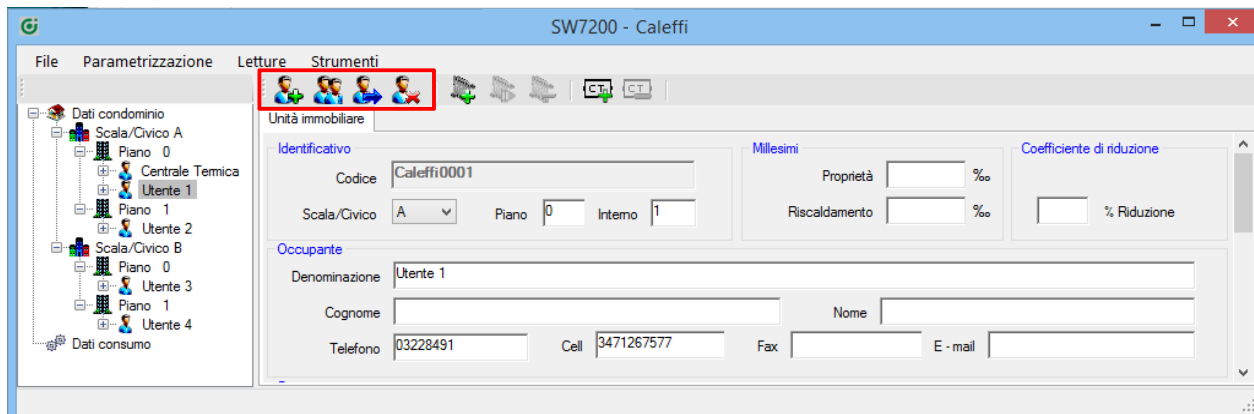 SW7200 - Caleffi
File Parametrizzazione Letture Strumenti
CTn CT
Dati condominio
Scala/Civico A
Piano 0
Centrale Termica
Utente 1
Piano 1
Utente 2
Scala/Civico B
Piano 0
Utente 3
Piano 1
Utente 4
Dati consumo
Unità immobiliare
Identificativo
Codice Caleffi0001
Scala/Civico A Piano 0 Interno 1
Millesimi
Proprietà ‰
Riscaldamento ‰
Coefficiente di riduzione
% Riduzione
Occupante
Denominazione Utente 1
Cognome Nome
Telefono 03228491 Cell 3471267577 Fax E - mail